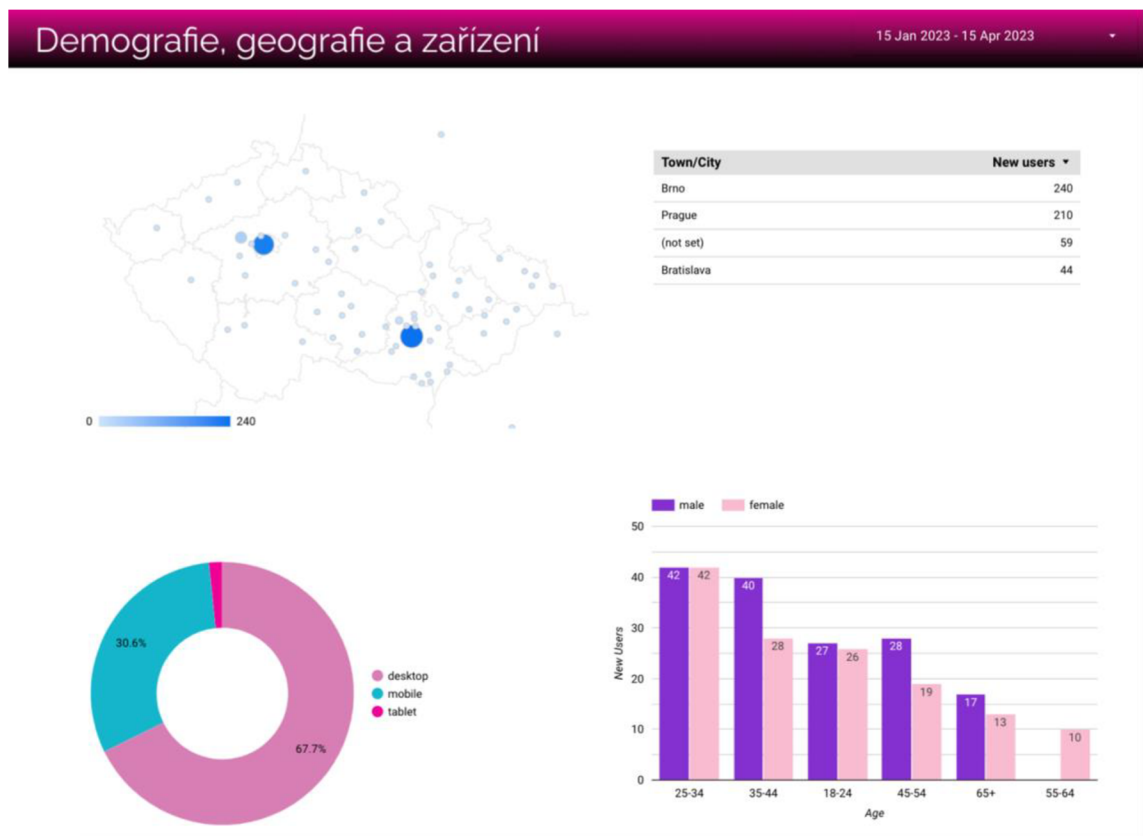 Demografie, geografie a zařízení
15 Jan 2023 - 15 Apr 2023
Town/City New users
Brno 240
Prague 210
(not set) 59
Bratislava 44
0 240
30.6%
67.7%
desktop
mobile
tablet
male female
50
40
30
20
10
0
New Users
42 42
40 28
27 26
28 19
17 13
10
25-34 35-44 18-24 45-54 65+ 55-64
Age